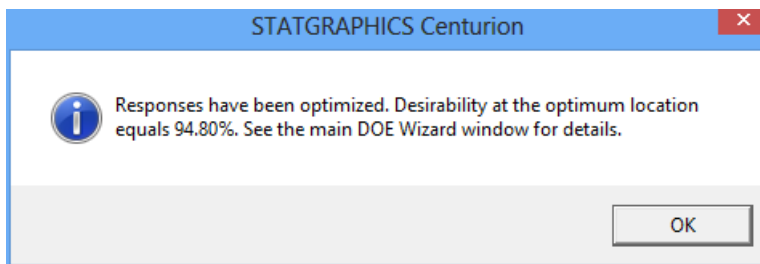 STATGRAPHICS Centurion
Responses have been optimized. Desirability at the optimum location
equals 94.80%. See the main DOE Wizard window for details.
OK